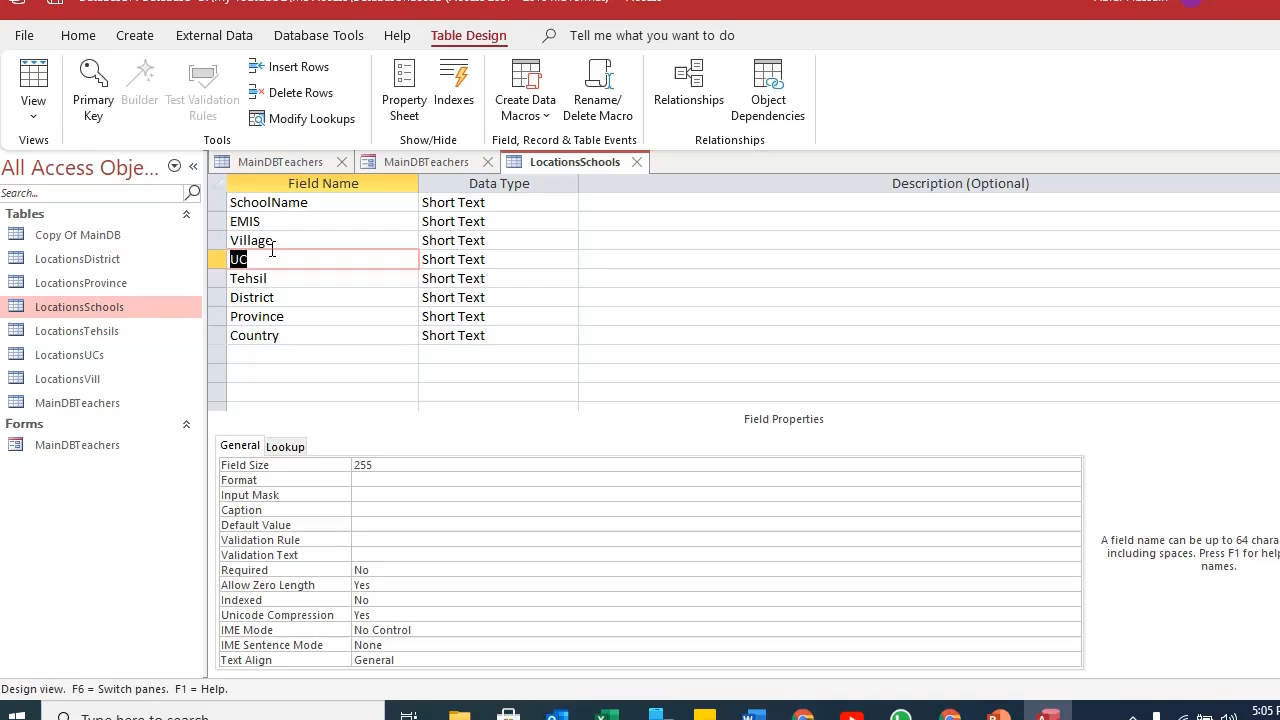 File Home Create External Data Database Tools Help Table Design Tell me what you want to do
View
Primary Key
Builder
Test Validation Rules
Insert Rows
Delete Rows
Modify Lookups
Property Sheet
Indexes
Create Data Macros
Rename/ Delete Macro
Relationships
Object Dependencies
Views Tools Show/Hide Field, Record & Table Events Relationships
All Access Obje...
Search...
Tables
Copy Of MainDB
LocationsDistrict
LocationsProvince
LocationsSchools
LocationsTehsils
LocationsUCs
LocationsVill
MainDBTeachers
Forms
MainDBTeachers
MainDBTeachers MainDBTeachers LocationsSchools
Field Name Data Type Description (Optional)
SchoolName Short Text
EMIS Short Text
Village Short Text
UC Short Text
Tehsil Short Text
District Short Text
Province Short Text
Country Short Text
Field Properties
General Lookup
Field Size 255
Format
Input Mask
Caption
Default Value
Validation Rule
Validation Text
Required No
Allow Zero Length Yes
Indexed No
Unicode Compression Yes
IME Mode No Control
IME Sentence Mode None
Text Align General
A field name can be up to 64 chara
including spaces. Press F1 for help
names.
Design view. F6 = Switch panes. F1 = Help.
Type here to search
5:05 P